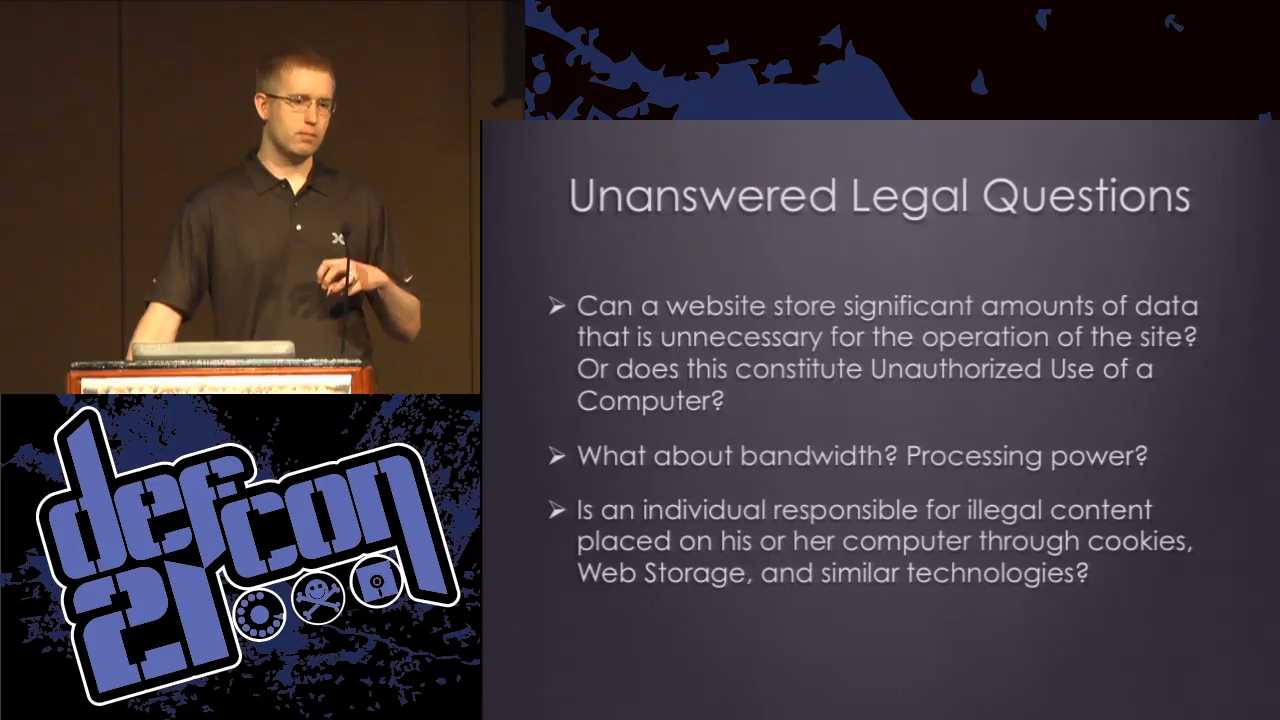 Unanswered Legal Questions
➢ Can a website store significant amounts of data
that is unnecessary for the operation of the site?
Or does this constitute Unauthorized Use of a
Computer?
➢ What about bandwidth? Processing power?
➢ Is an individual responsible for illegal content
placed on his or her computer through cookies,
Web Storage, and similar technologies?
defcon
21